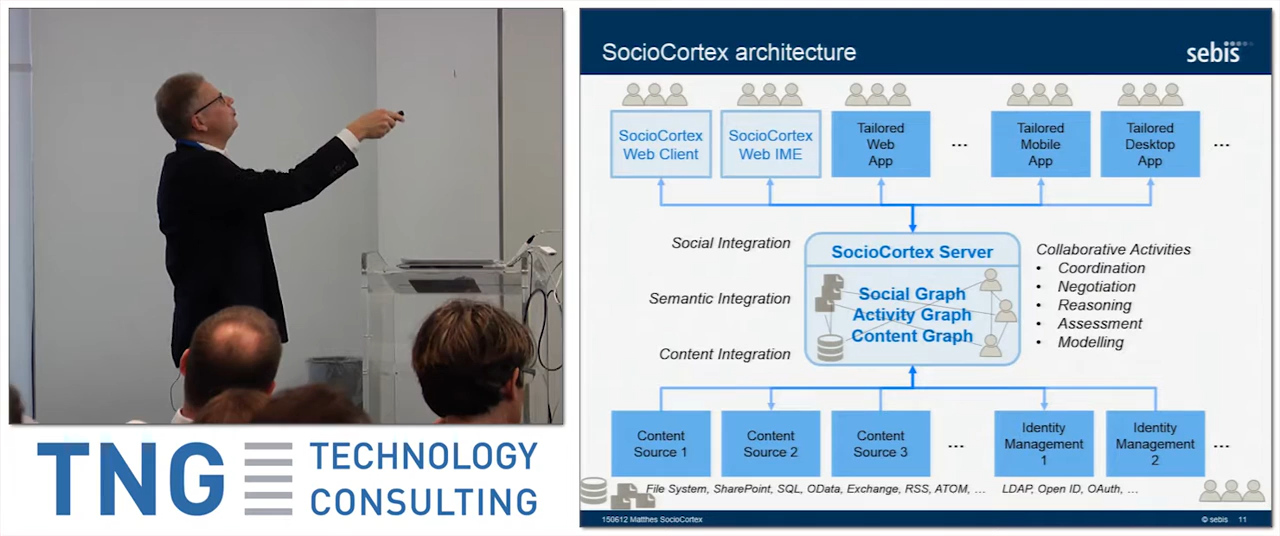 TNG TECHNOLOGY
CONSULTING
SocioCortex architecture
sebis
SocioCortex
Web Client
SocioCortex
Web IME
Tailored
Web
App
...
Tailored
Mobile
App
Tailored
Desktop
App
...
Social Integration
Semantic Integration
Content Integration
SocioCortex Server
Social Graph
Activity Graph
Content Graph
Collaborative Activities
• Coordination
• Negotiation
• Reasoning
• Assessment
• Modelling
Content
Source 1
Content
Source 2
Content
Source 3
...
Identity
Management
1
Identity
Management
2
...
File System, SharePoint, SQL, OData, Exchange, RSS, ATOM, ...
LDAP, Open ID, OAuth, ...
150612 Matthes SocioCortex
© sebis 11